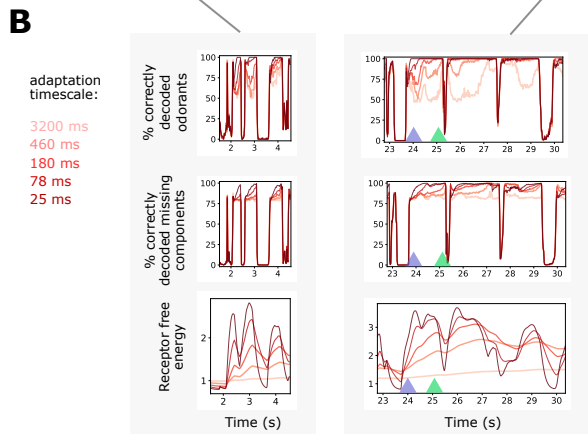 B
adaptation
timescale:
3200 ms
460 ms
180 ms
78 ms
25 ms
% correctly
decoded
odorants
100
75
50
25
0
2 3 4
100
75
50
25
0
23 24 25 26 27 28 29 30
% correctly
decoded missing
components
100
75
50
25
0
2 3 4
100
75
50
25
0
23 24 25 26 27 28 29 30
Receptor free
energy
2
1
2 3 4
3
2
1
23 24 25 26 27 28 29 30
Time (s)
Time (s)